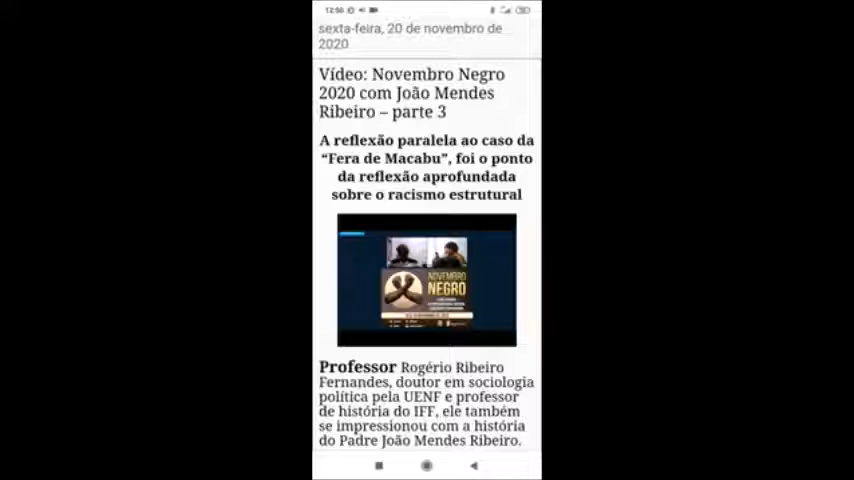 12:50
sexta-feira, 20 de novembro de
2020
Vídeo: Novembro Negro
2020 com João Mendes
Ribeiro – parte 3
A reflexão paralela ao caso da
“Fera de Macabu”, foi o ponto
da reflexão aprofundada
sobre o racismo estrutural
NOVEMBRO
NEGRO
Professor Rogério Ribeiro
Fernandes, doutor em sociologia
política pela UENF e professor
de história do IFF, ele também
se impressionou com a história
do Padre João Mendes Ribeiro.